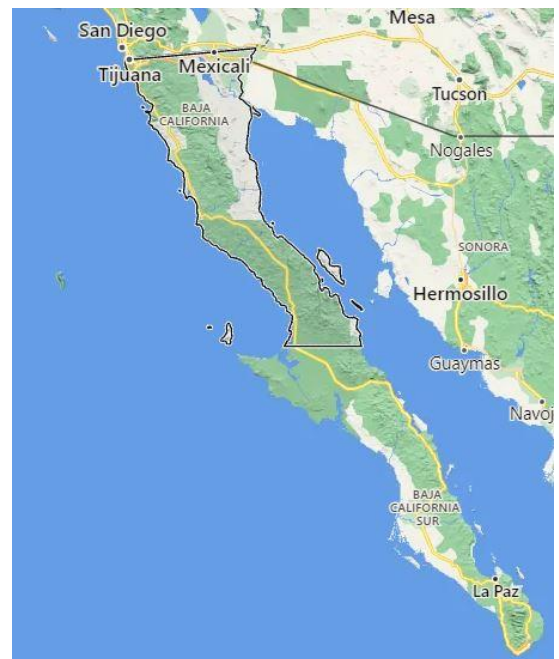 Mesa
San Diego
Mexicali
Tijuana
Tucson
BAJA
CALIFORNIA
Nogales
SONORA
Hermosillo
Guaymas
Navoj
BAJA
CALIFORNIA
SUR
La Paz